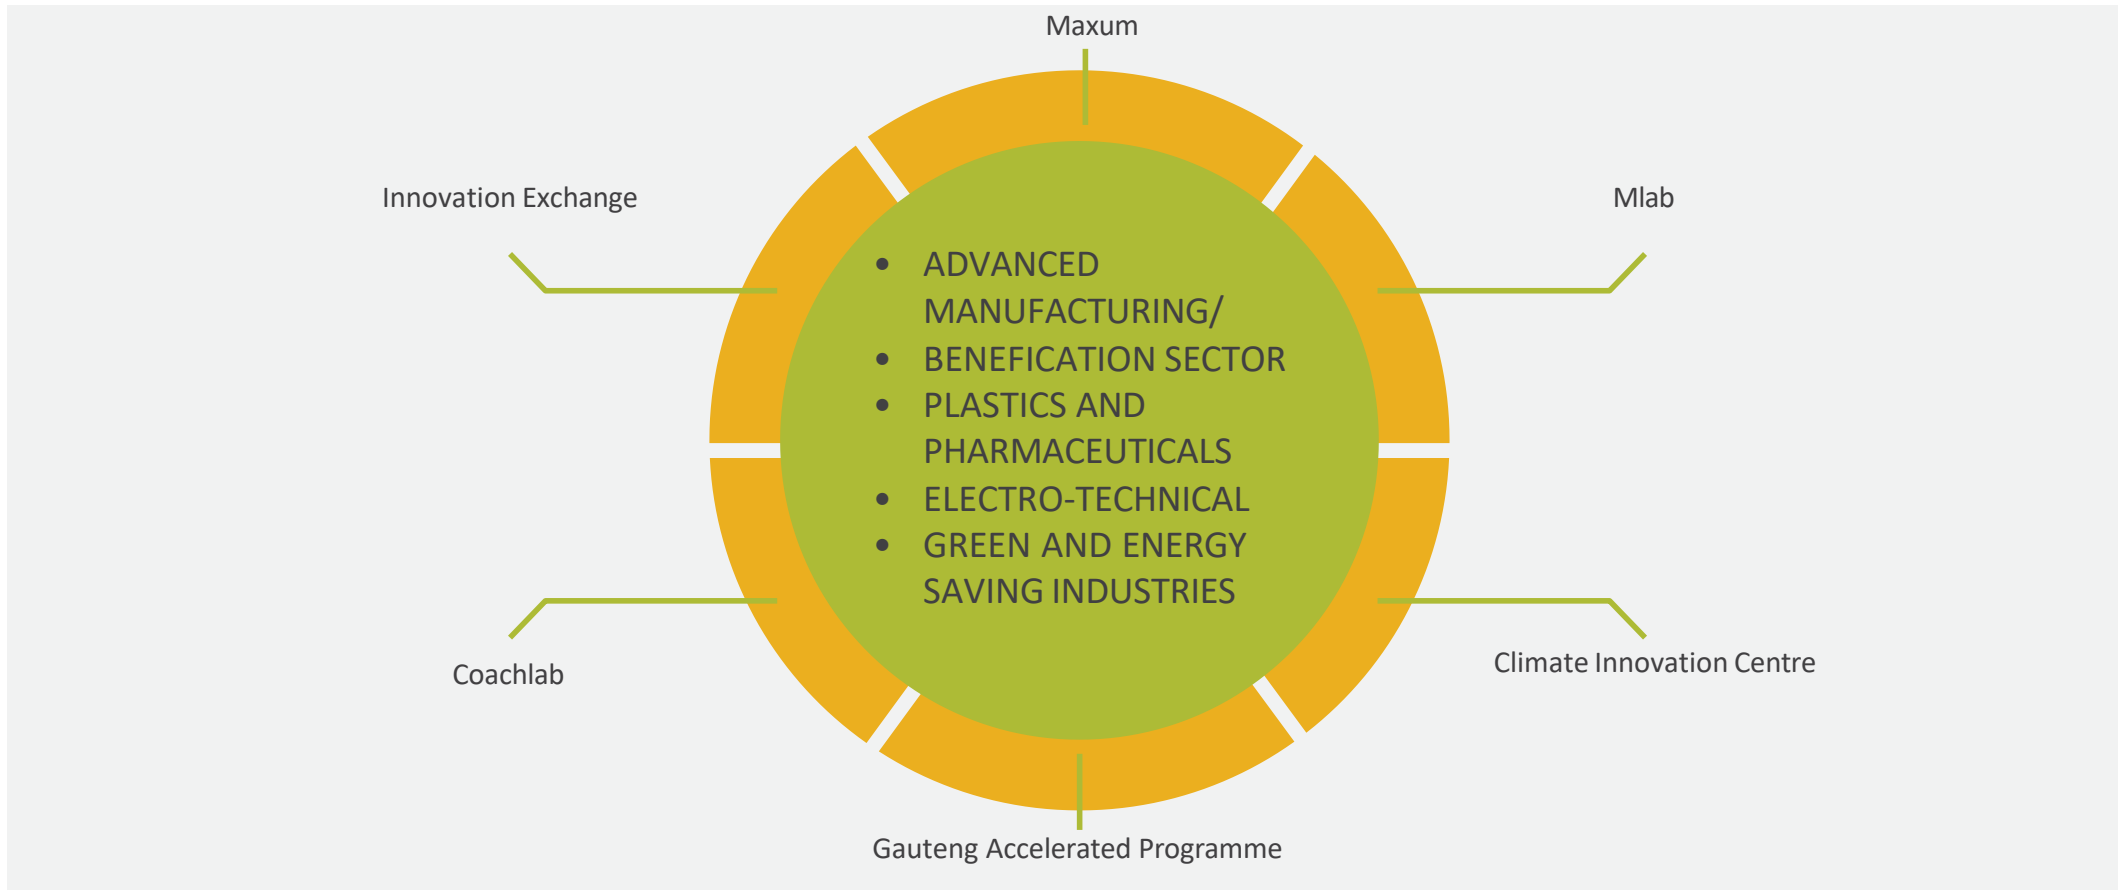 Maxum
Innovation Exchange
Mlab
• ADVANCED
MANUFACTURING/
• BENEFICATION SECTOR
• PLASTICS AND
PHARMACEUTICALS
• ELECTRO-TECHNICAL
• GREEN AND ENERGY
SAVING INDUSTRIES
Coachlab
Climate Innovation Centre
Gauteng Accelerated Programme